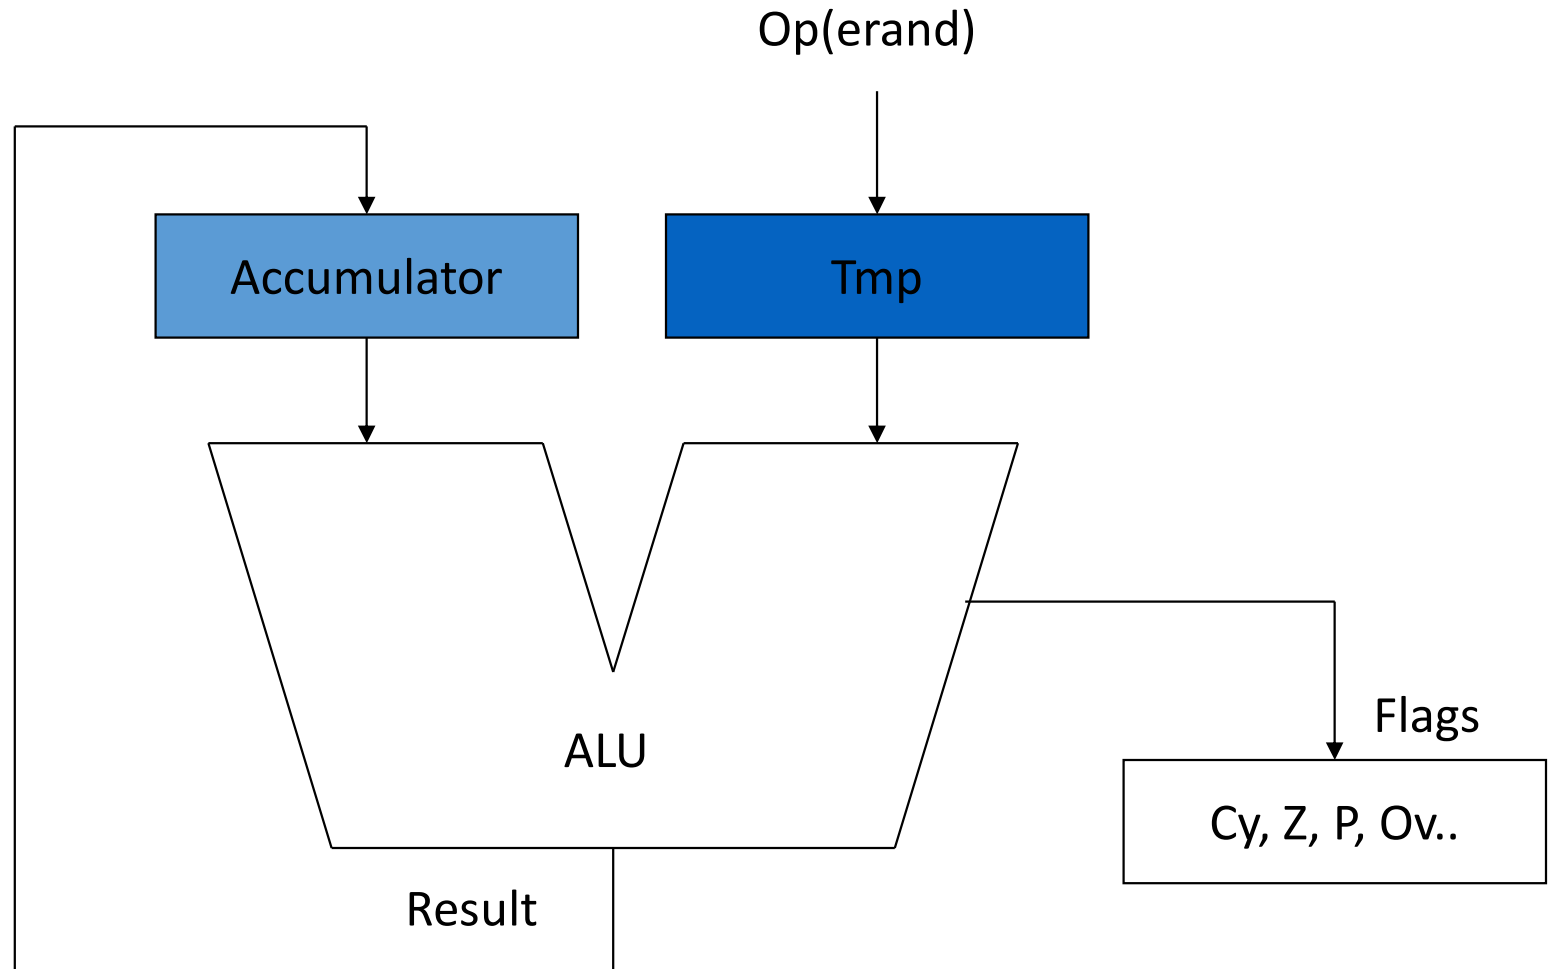 Op(erand)
Accumulator
Tmp
ALU
Flags
Cy, Z, P, Ov..
Result